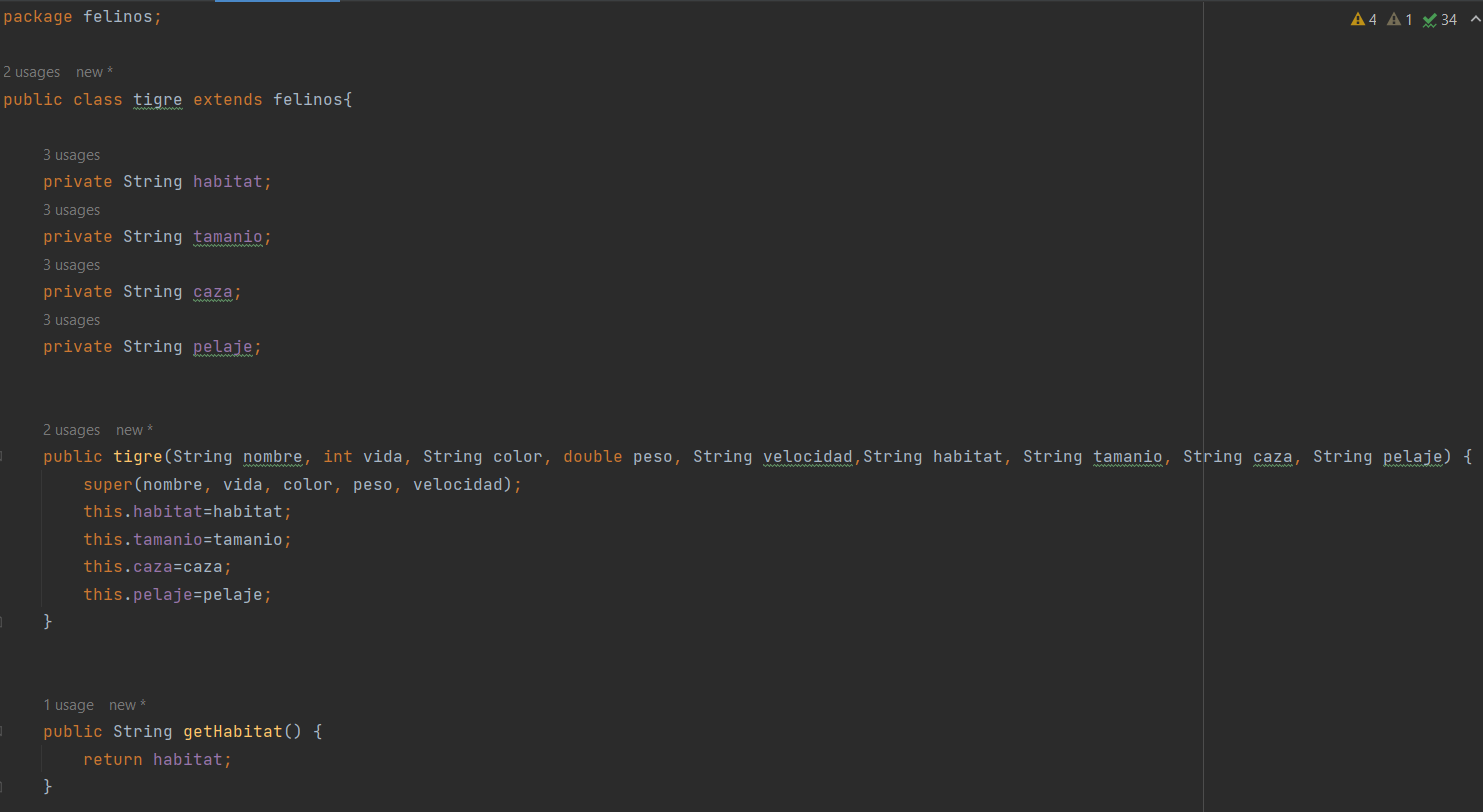 package felinos;
4 1 34
2 usages new *
public class tigre extends felinos{
3 usages
private String habitat;
3 usages
private String tamanio;
3 usages
private String caza;
3 usages
private String pelaje;
2 usages new *
public tigre(String nombre, int vida, String color, double peso, String velocidad,String habitat, String tamanio, String caza, String pelaje) {
super(nombre, vida, color, peso, velocidad);
this.habitat=habitat;
this.tamanio=tamanio;
this.caza=caza;
this.pelaje=pelaje;
}
1 usage new *
public String getHabitat() {
return habitat;
}